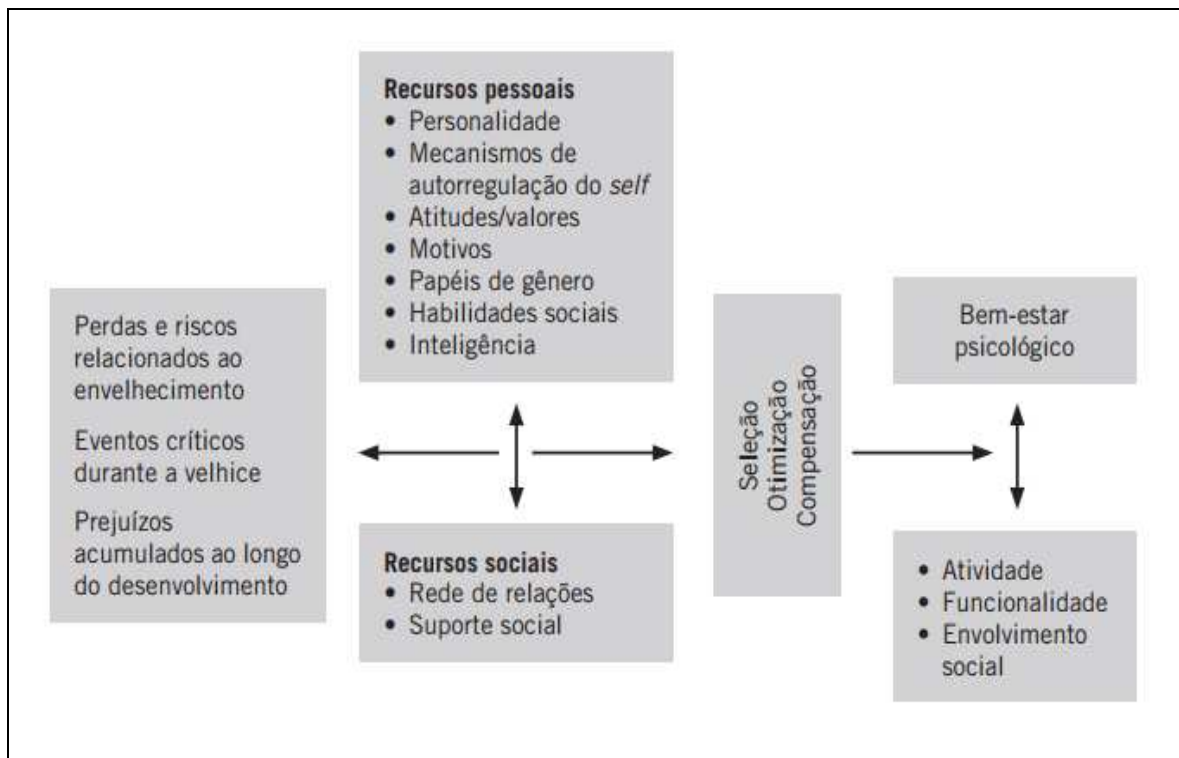 Perdas e riscos
relacionados ao
envelhecimento
Eventos críticos
durante a velhice
Prejuízos
acumulados ao longo
do desenvolvimento
Recursos pessoais
• Personalidade
• Mecanismos de
autorregulação do self
• Atitudes/valores
• Motivos
• Papéis de gênero
• Habilidades sociais
• Inteligência
Recursos sociais
• Rede de relações
• Suporte social
Seleção
Otimização
Compensação
Bem-estar
psicológico
• Atividade
• Funcionalidade
• Envolvimento
social